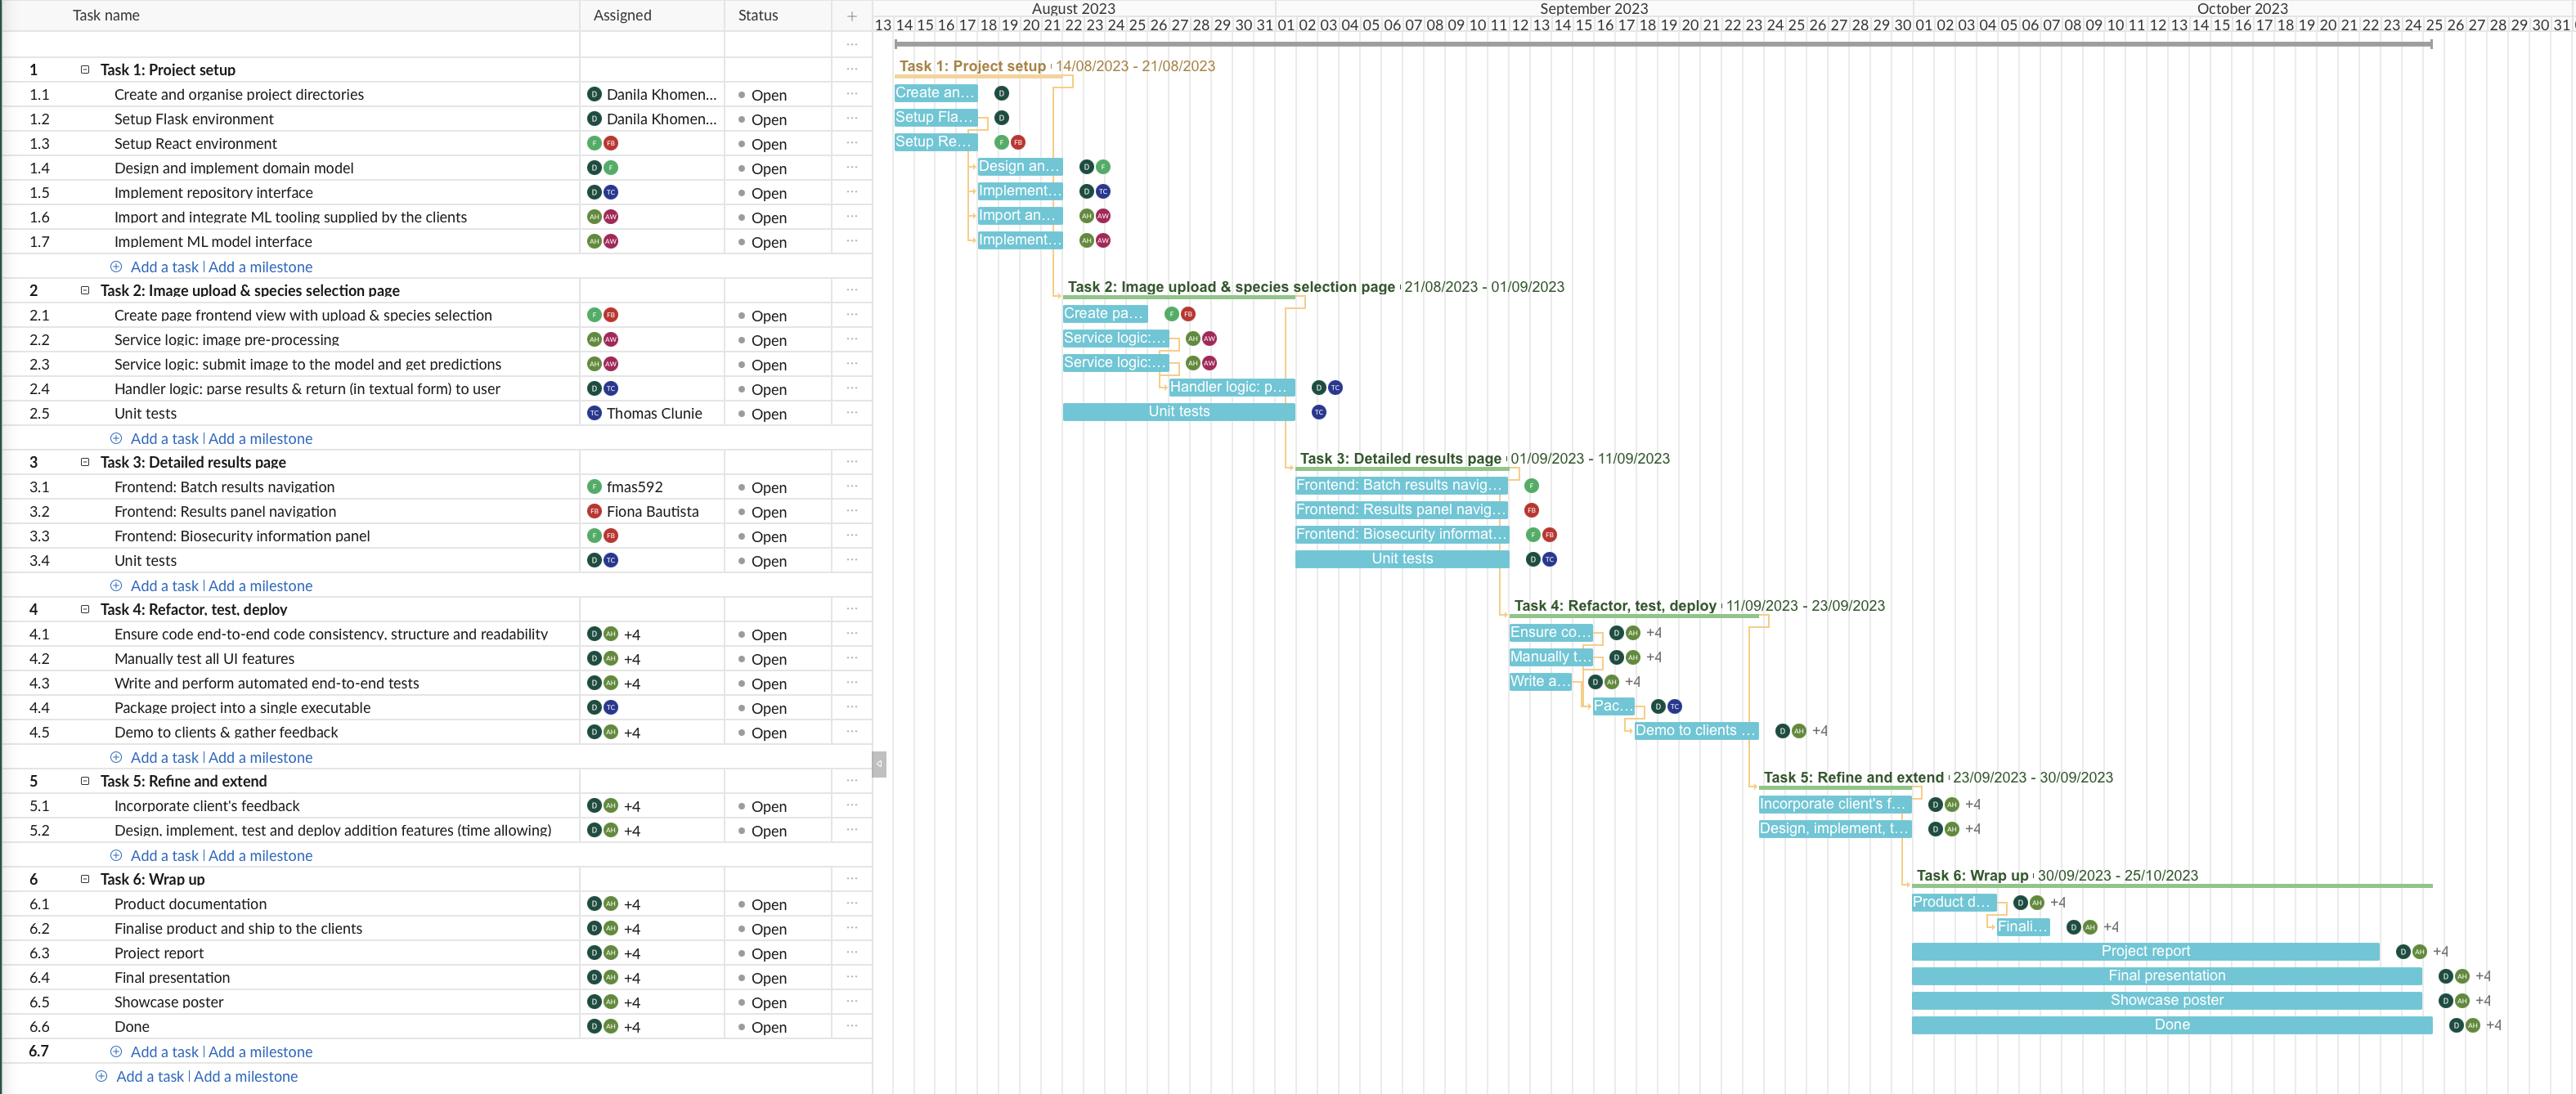 Task name Assigned Status
August 2023 September 2023 October 2023
13 14 15 16 17 18 19 20 21 22 23 24 25 26 27 28 29 30 31 01 02 03 04 05 06 07 08 09 10 11 12 13 14 15 16 17 18 19 20 21 22 23 24 25 26 27 28 29 30 01 02 03 04 05 06 07 08 09 10 11 12 13 14 15 16 17 18 19 20 21 22 23 24 25 26 27 28 29 30 31
1 Task 1: Project setup Task 1: Project setup 14/08/2023 - 21/08/2023
1.1 Create and organise project directories D Danila Khomen... Open Create an... D
1.2 Setup Flask environment D Danila Khomen... Open Setup Fla... D
1.3 Setup React environment F FB Open Setup Re... F FB
1.4 Design and implement domain model D F Open Design an... D F
1.5 Implement repository interface D TC Open Implement... D TC
1.6 Import and integrate ML tooling supplied by the clients AH AW Open Import an... AH AW
1.7 Implement ML model interface AH AW Open Implement... AH AW
Add a task | Add a milestone
2 Task 2: Image upload & species selection page Task 2: Image upload & species selection page 21/08/2023 - 01/09/2023
2.1 Create page frontend view with upload & species selection F FB Open Create pa... F FB
2.2 Service logic: image pre-processing AH AW Open Service logic:... AH AW
2.3 Service logic: submit image to the model and get predictions AH AW Open Service logic:... AH AW
2.4 Handler logic: parse results & return (in textual form) to user D TC Open Handler logic: p... D TC
2.5 Unit tests TC Thomas Clunie Open Unit tests TC
Add a task | Add a milestone
3 Task 3: Detailed results page Task 3: Detailed results page 01/09/2023 - 11/09/2023
3.1 Frontend: Batch results navigation F fmas592 Open Frontend: Batch results navig... F
3.2 Frontend: Results panel navigation FB Fiona Bautista Open Frontend: Results panel navig... FB
3.3 Frontend: Biosecurity information panel F FB Open Frontend: Biosecurity informat... F FB
3.4 Unit tests D TC Open Unit tests D TC
Add a task | Add a milestone
4 Task 4: Refactor, test, deploy Task 4: Refactor, test, deploy 11/09/2023 - 23/09/2023
4.1 Ensure code end-to-end code consistency, structure and readability D AH +4 Open Ensure co... D AH +4
4.2 Manually test all UI features D AH +4 Open Manually t... D AH +4
4.3 Write and perform automated end-to-end tests D AH +4 Open Write a... D AH +4
4.4 Package project into a single executable D TC Open Pac... D TC
4.5 Demo to clients & gather feedback D AH +4 Open Demo to clients ... D AH +4
Add a task | Add a milestone
5 Task 5: Refine and extend Task 5: Refine and extend 23/09/2023 - 30/09/2023
5.1 Incorporate client's feedback D AH +4 Open Incorporate client's f... D AH +4
5.2 Design, implement, test and deploy addition features (time allowing) D AH +4 Open Design, implement, t... D AH +4
Add a task | Add a milestone
6 Task 6: Wrap up Task 6: Wrap up 30/09/2023 - 25/10/2023
6.1 Product documentation D AH +4 Open Product d... D AH +4
6.2 Finalise product and ship to the clients D AH +4 Open Finali... D AH +4
6.3 Project report D AH +4 Open Project report D AH +4
6.4 Final presentation D AH +4 Open Final presentation D AH +4
6.5 Showcase poster D AH +4 Open Showcase poster D AH +4
6.6 Done D AH +4 Open Done D AH +4
6.7 Add a task | Add a milestone
Add a task | Add a milestone